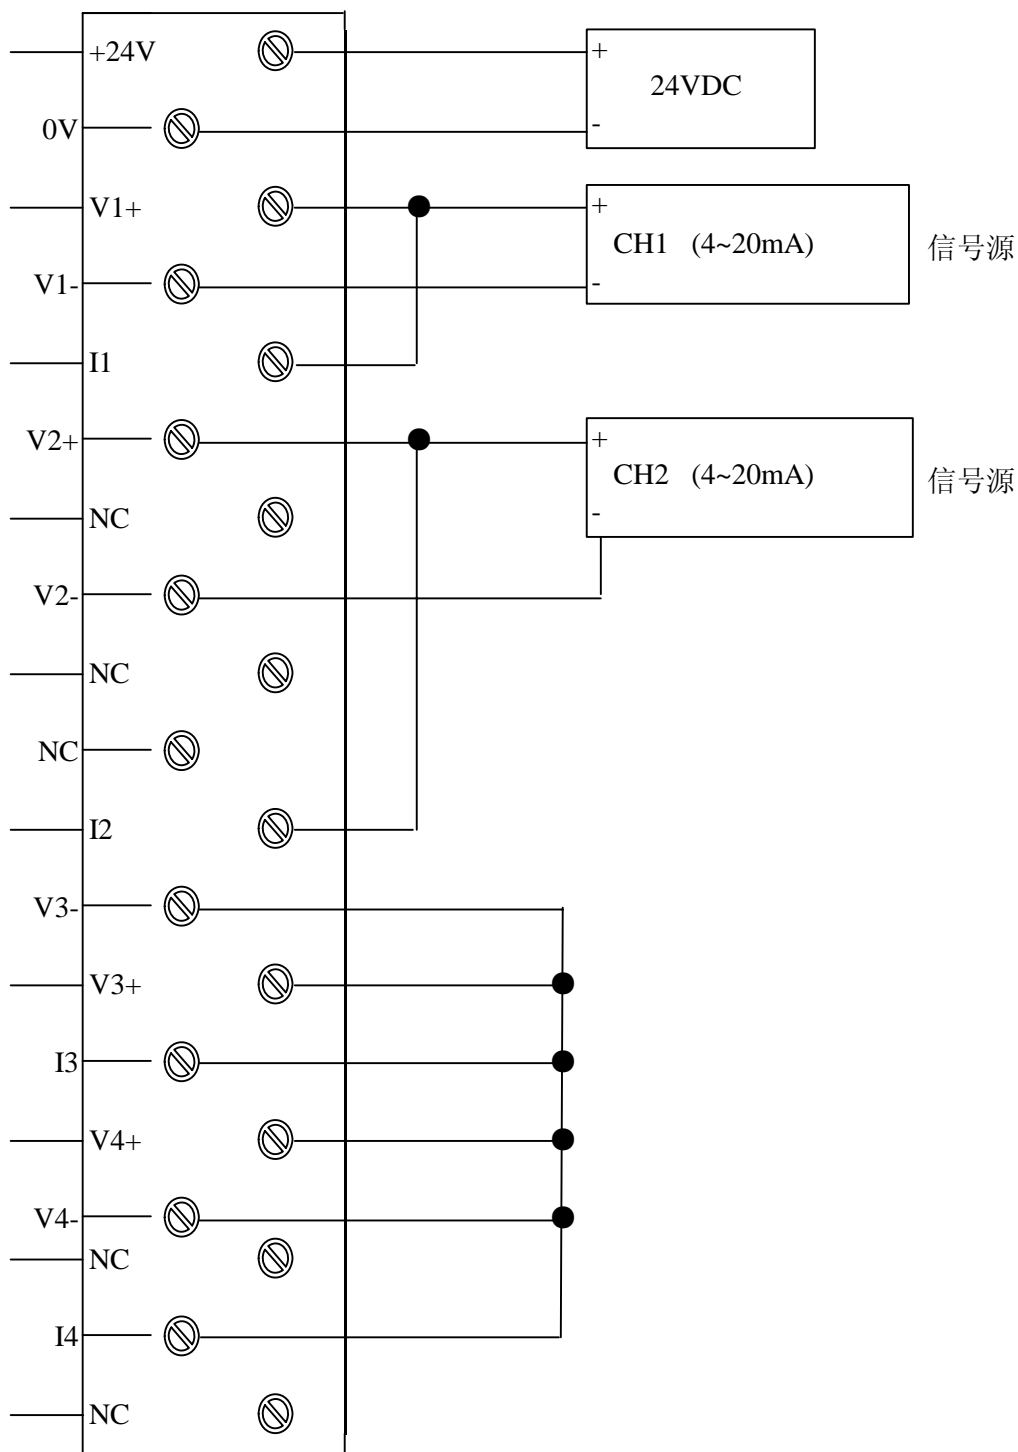 +24V
+
24VDC
0V
-
V1+
+
CH1 (4~20mA)
信号源
V1-
-
I1
V2+
+
CH2 (4~20mA)
信号源
NC
-
V2-
NC
NC
I2
V3-
V3+
I3
V4+
V4-
NC
I4
NC